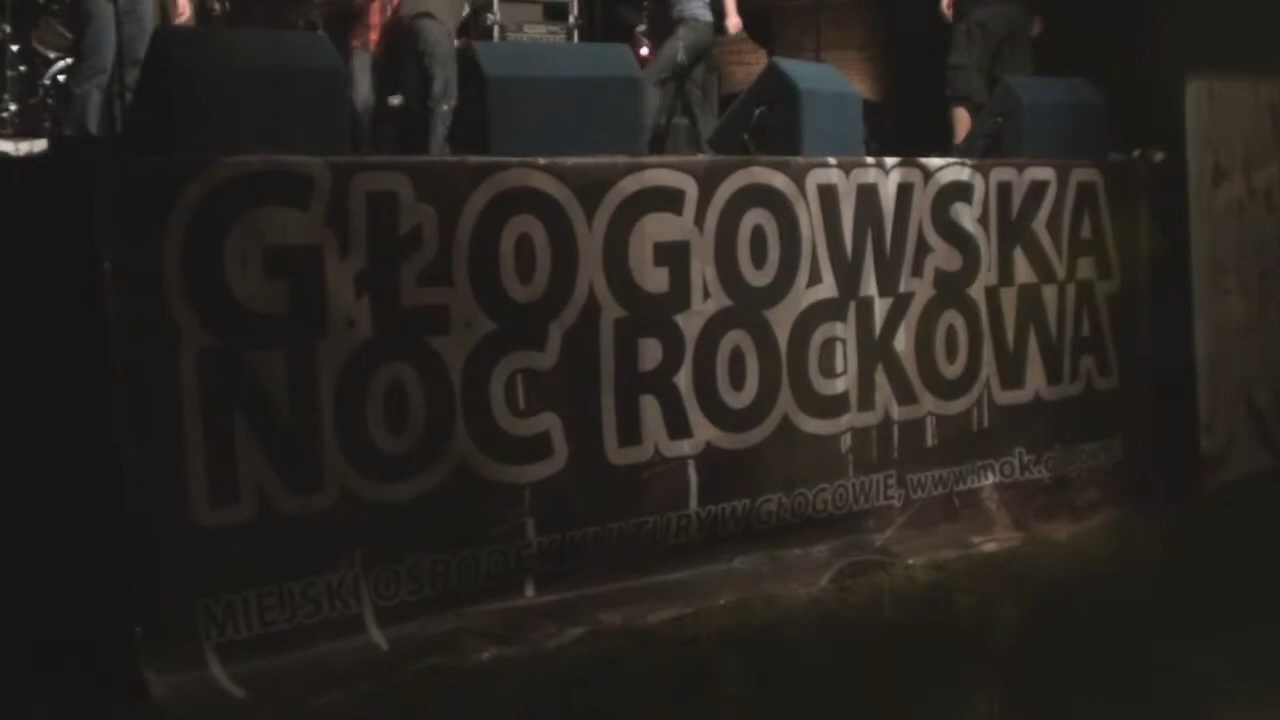 GŁOGOWSKA
NOC ROCKOWA
MIEJSKI OŚRODEK KULTURY W GŁOGOWIE, www.mok.